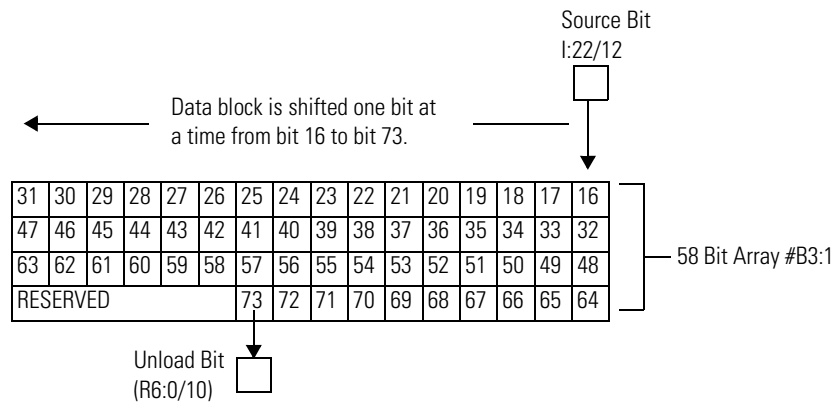 Source Bit
I:22/12
Data block is shifted one bit at
a time from bit 16 to bit 73.
31 30 29 28 27 26 25 24 23 22 21 20 19 18 17 16
47 46 45 44 43 42 41 40 39 38 37 36 35 34 33 32
58 Bit Array #B3:1
63 62 61 60 59 58 57 56 55 54 53 52 51 50 49 48
RESERVED 73 72 71 70 69 68 67 66 65 64
Unload Bit
(R6:0/10)